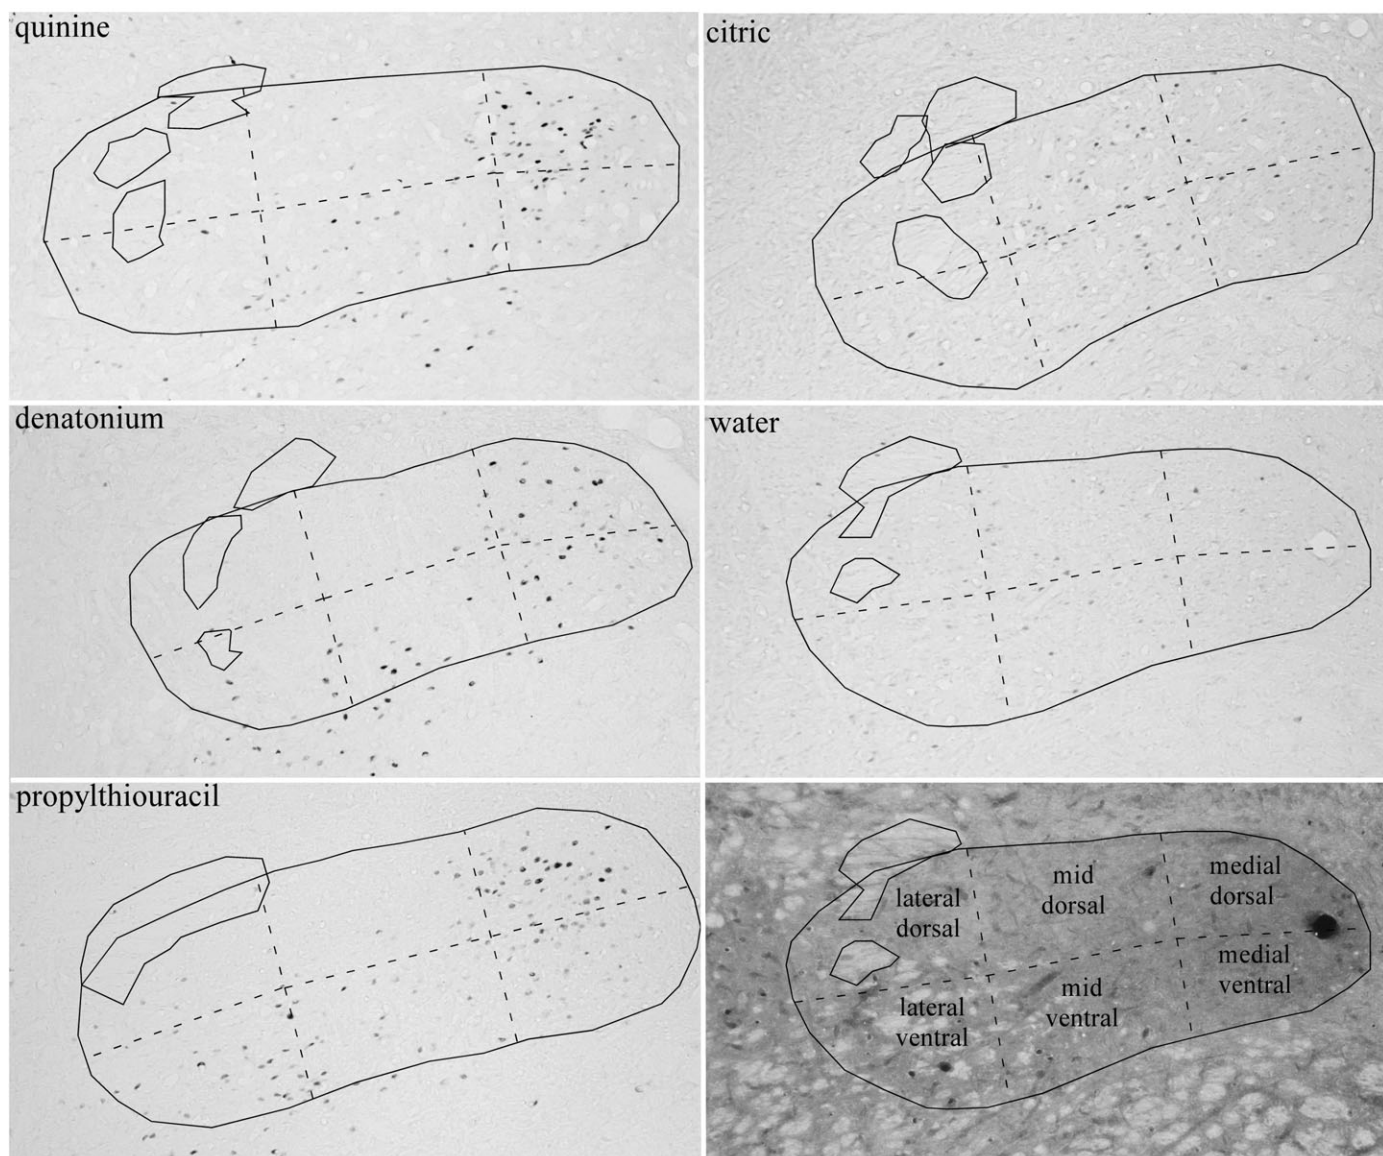 quinine
citric
denatonium
water
propylthiouracil
lateral
dorsal
mid
dorsal
medial
dorsal
lateral
ventral
mid
ventral
medial
ventral